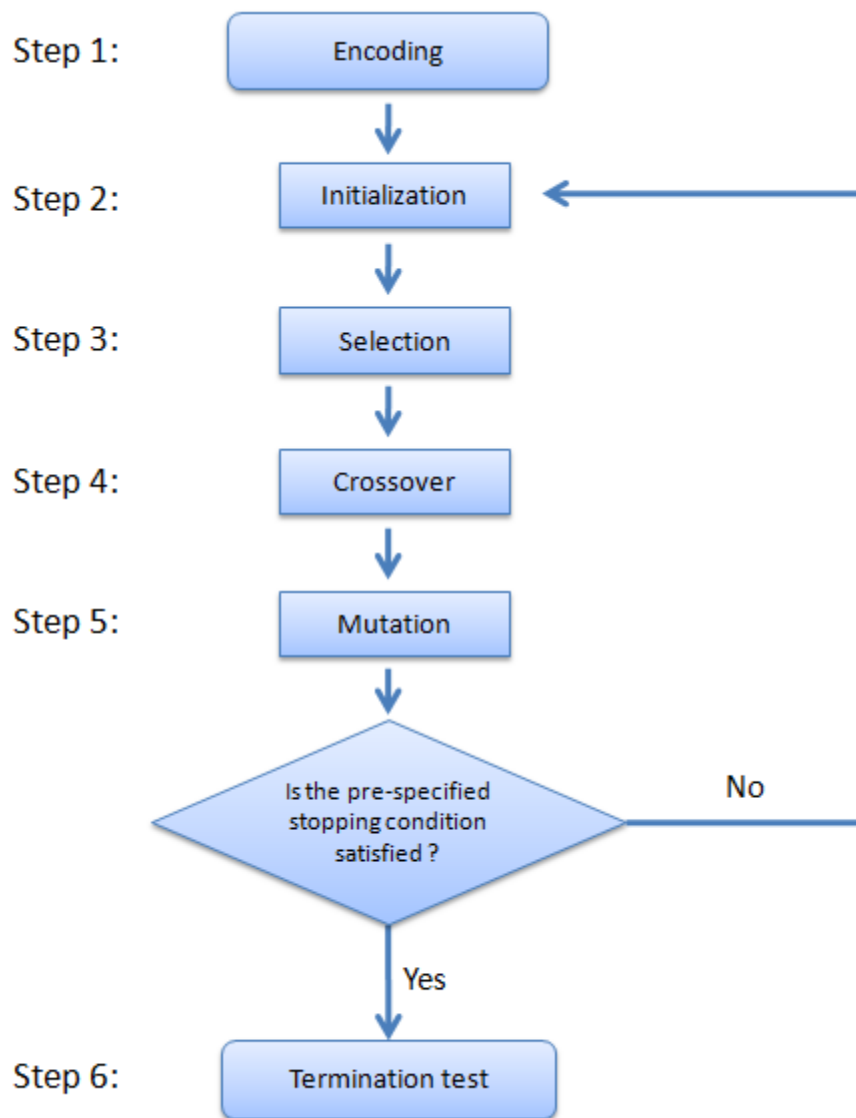 Step 1:
Encoding
Step 2:
Initialization
Step 3:
Selection
Step 4:
Crossover
Step 5:
Mutation
Is the pre-specified
stopping condition
satisfied ?
No
Yes
Step 6:
Termination test